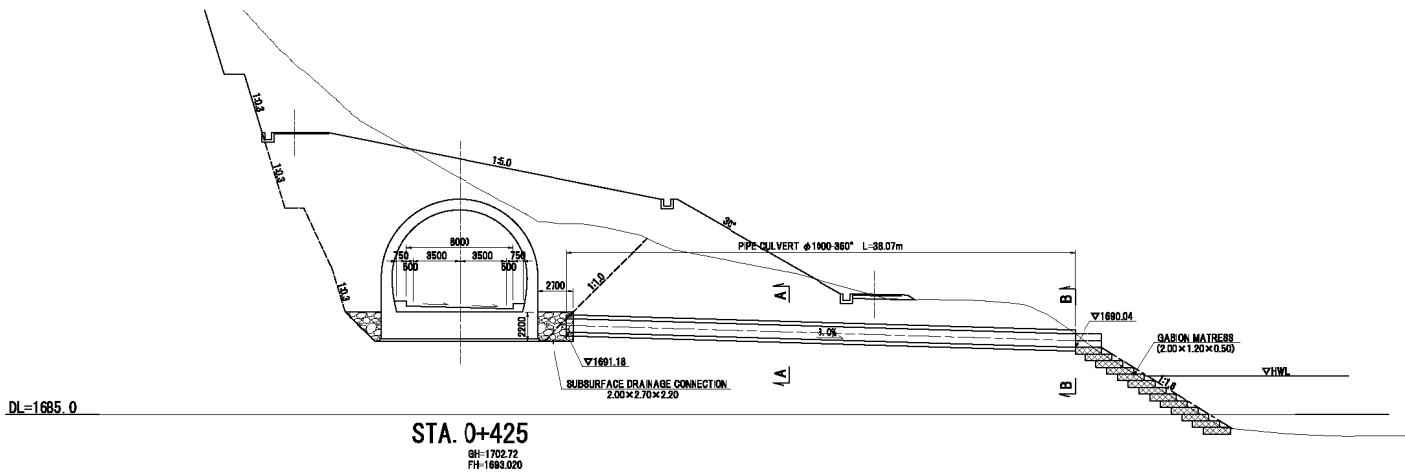 1:0.3
1:0.3
1:5.0
30°
8000
750 3500 3500 750
500 500
PIPE CULVERT φ1000-360° L=38.07m
2700
1:1.0
1:0.3
A
B
2200
▽1690.04
3.0%
GABION MATRESS
(2.00×1.20×0.50)
▽1691.18
▽HWL
A
B
1:1.8
SUBSURFACE DRAINAGE CONNECTION
2.00×2.70×2.20
DL=1685.0
STA. 0+425
GH=1702.72
FH=1693.020